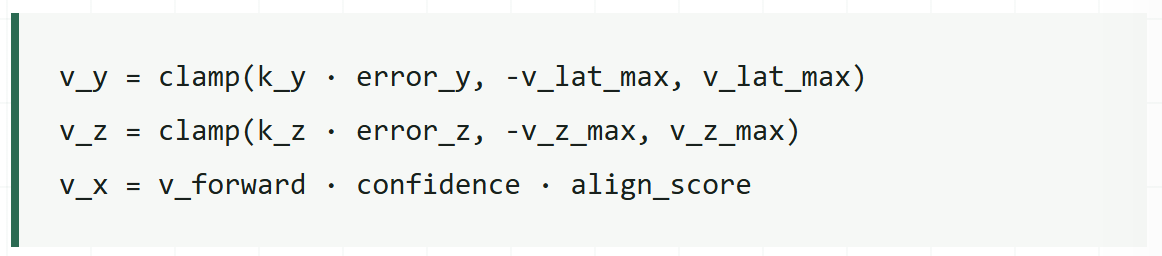 v_y = clamp(k_y · error_y, -v_lat_max, v_lat_max)
v_z = clamp(k_z · error_z, -v_z_max, v_z_max)
v_x = v_forward · confidence · align_score